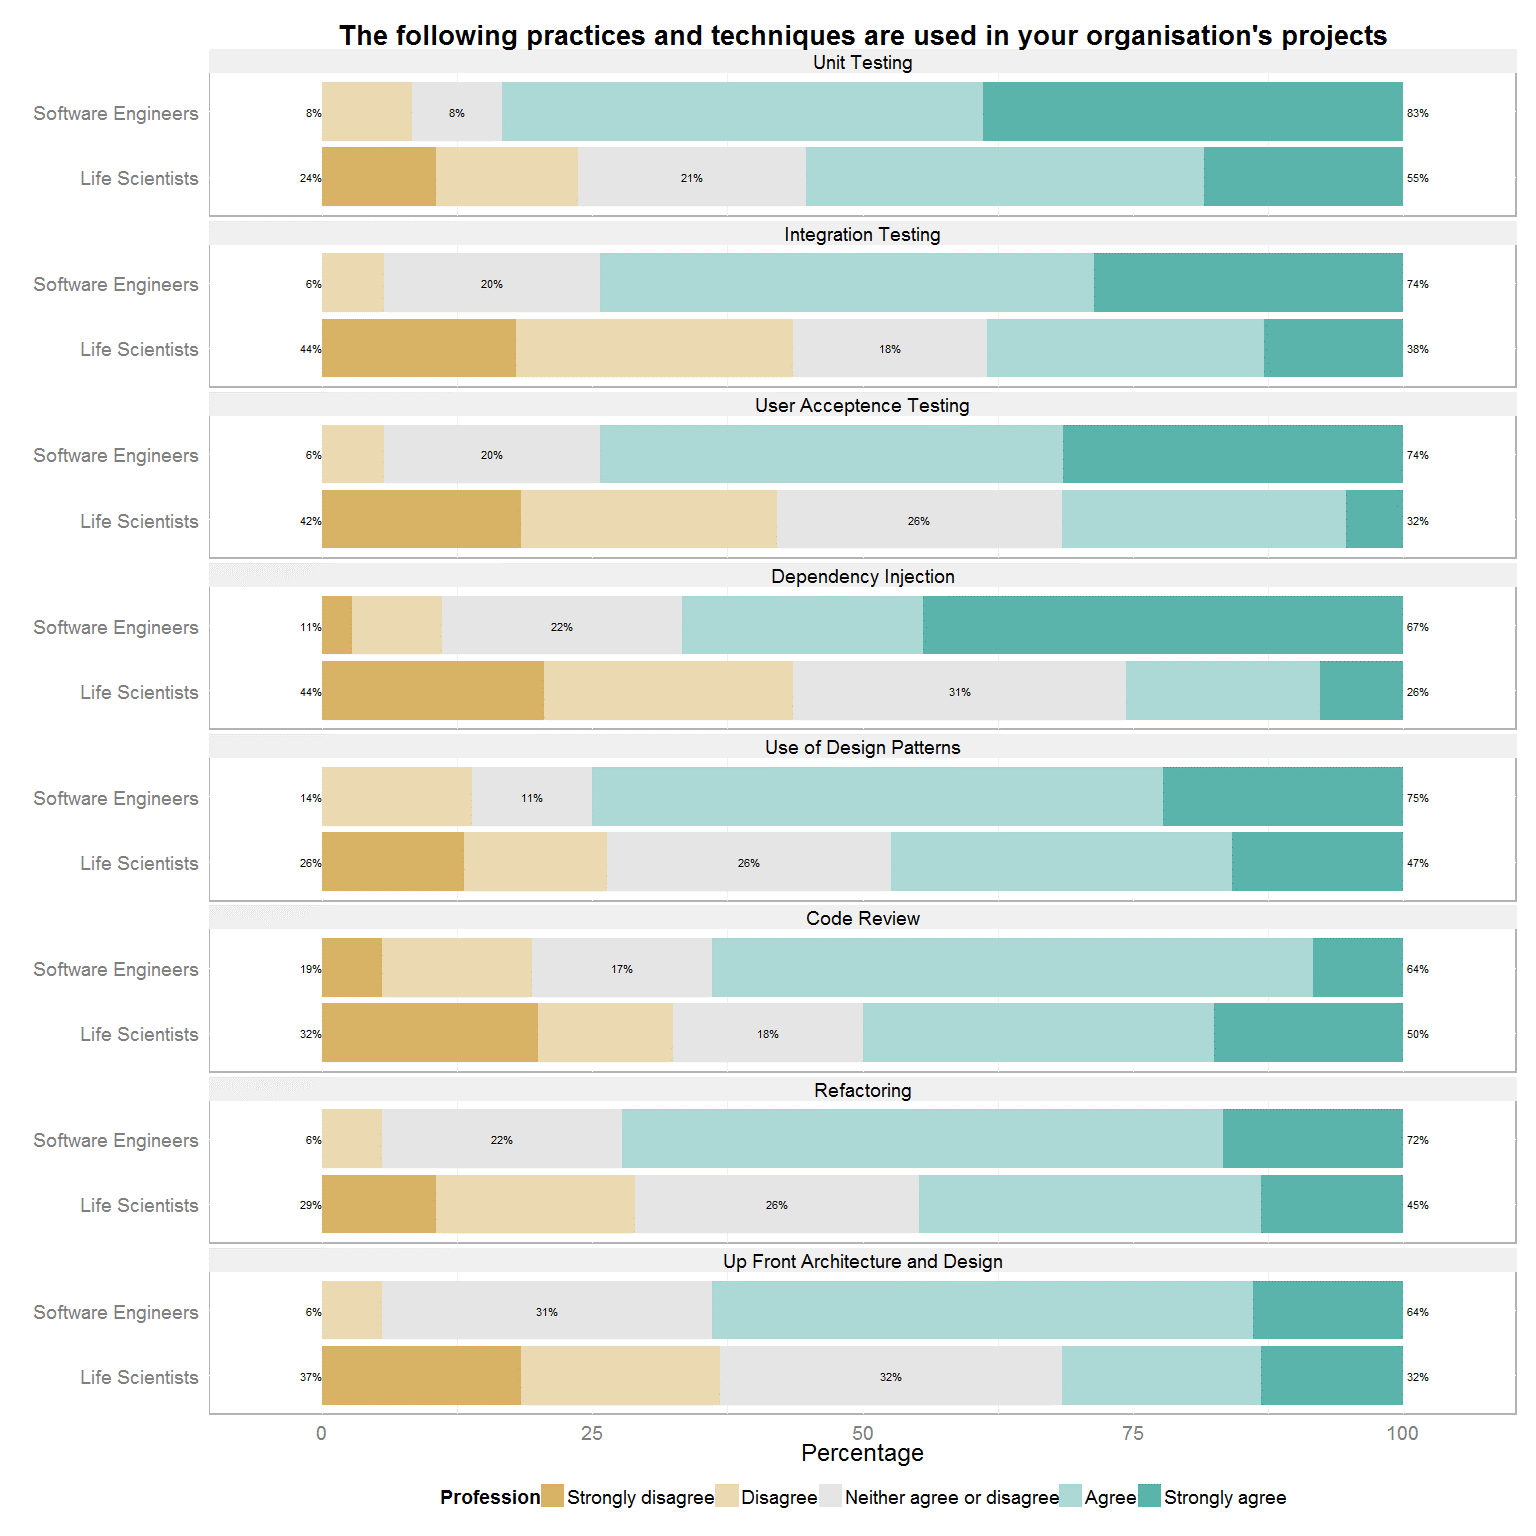 The following practices and techniques are used in your organisation's projects
Unit Testing
Software Engineers 8% 8% 83%
Life Scientists 24% 21% 55%
Integration Testing
Software Engineers 6% 20% 74%
Life Scientists 44% 18% 38%
User Acceptence Testing
Software Engineers 6% 20% 74%
Life Scientists 42% 26% 32%
Dependency Injection
Software Engineers 11% 22% 67%
Life Scientists 44% 31% 26%
Use of Design Patterns
Software Engineers 14% 11% 75%
Life Scientists 26% 26% 47%
Code Review
Software Engineers 19% 17% 64%
Life Scientists 32% 18% 50%
Refactoring
Software Engineers 6% 22% 72%
Life Scientists 29% 26% 45%
Up Front Architecture and Design
Software Engineers 6% 31% 64%
Life Scientists 37% 32% 32%
0 25 50 75 100
Percentage
Profession Strongly disagree Disagree Neither agree or disagree Agree Strongly agree